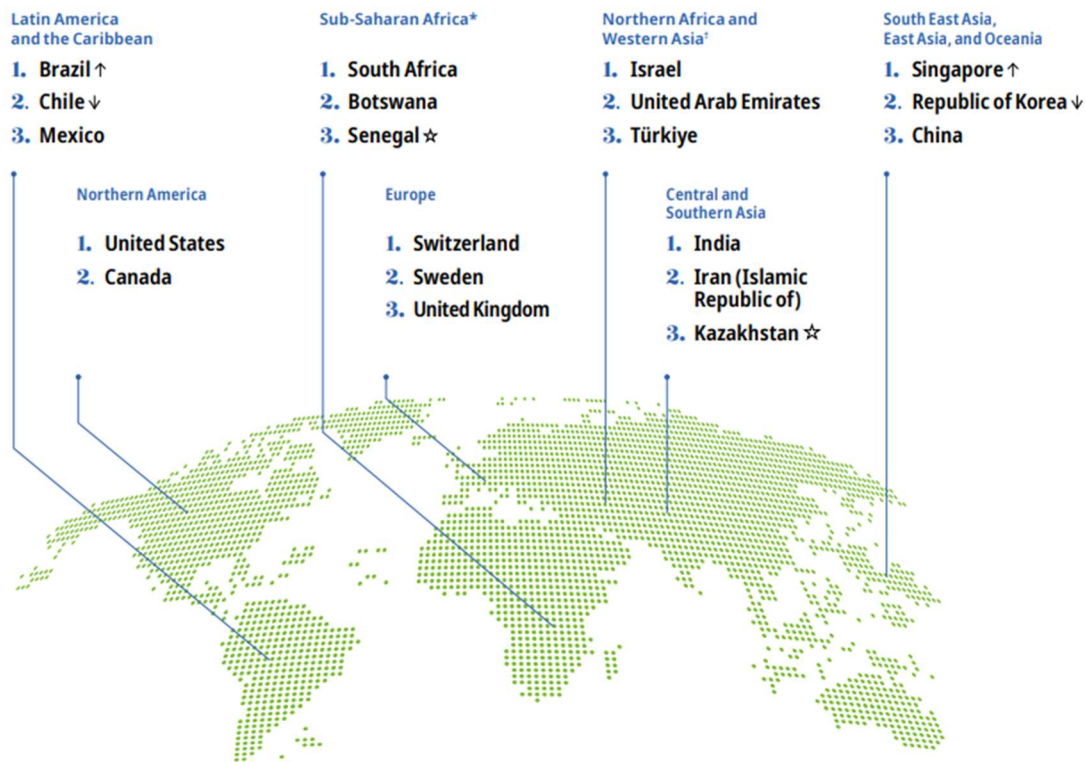 Latin America
and the Caribbean
1. Brazil ↑
2. Chile ↓
3. Mexico
Sub-Saharan Africa*
1. South Africa
2. Botswana
3. Senegal ☆
Northern Africa and
Western Asia‡
1. Israel
2. United Arab Emirates
3. Türkiye
South East Asia,
East Asia, and Oceania
1. Singapore ↑
2. Republic of Korea ↓
3. China
Northern America
1. United States
2. Canada
Europe
1. Switzerland
2. Sweden
3. United Kingdom
Central and
Southern Asia
1. India
2. Iran (Islamic
Republic of)
3. Kazakhstan ☆